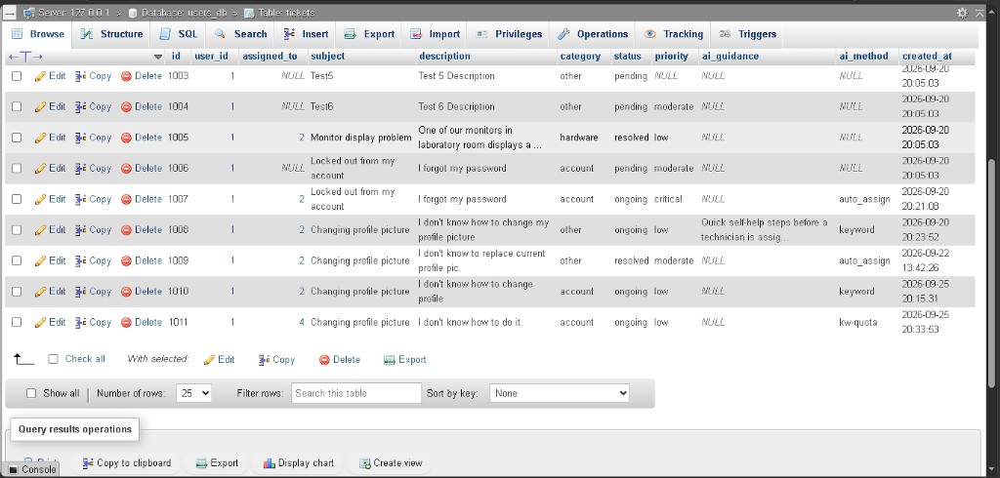 Server: 127.0.0.1 » Database: users_db » Table: tickets
Browse Structure SQL Search Insert Export Import Privileges Operations Tracking Triggers
←T→ id user_id assigned_to subject description category status priority ai_guidance ai_method created_at
Edit Copy Delete 1003 1 NULL Test5 Test 5 Description other pending NULL NULL NULL 2026-09-20 20:05:03
Edit Copy Delete 1004 1 NULL Test6 Test 6 Description other pending moderate NULL NULL 2026-09-20 20:05:03
Edit Copy Delete 1005 1 2 Monitor display problem One of our monitors in laboratory room displays a ... hardware resolved low NULL NULL 2026-09-20 20:05:03
Edit Copy Delete 1006 1 NULL Locked out from my account I forgot my password account pending moderate NULL NULL 2026-09-20 20:05:03
Edit Copy Delete 1007 1 2 Locked out from my account I forgot my password account ongoing critical NULL auto_assign 2026-09-20 20:21:08
Edit Copy Delete 1008 1 2 Changing profile picture I don't know how to change my profile picture other ongoing low Quick self-help steps before a technician is assig... keyword 2026-09-20 20:23:52
Edit Copy Delete 1009 1 2 Changing profile picture I don't know to replace current profile pic. other resolved moderate NULL auto_assign 2026-09-22 13:42:26
Edit Copy Delete 1010 1 2 Changing profile picture I don't know how to change profile account ongoing low NULL keyword 2026-09-25 20:15:31
Edit Copy Delete 1011 1 4 Changing profile picture I don't know how to do it. account ongoing low NULL kw-quota 2026-09-25 20:33:53
Check all With selected: Edit Copy Delete Export
Show all Number of rows: 25 Filter rows: Search this table Sort by key: None
Query results operations
Copy to clipboard Export Display chart Create view
Console